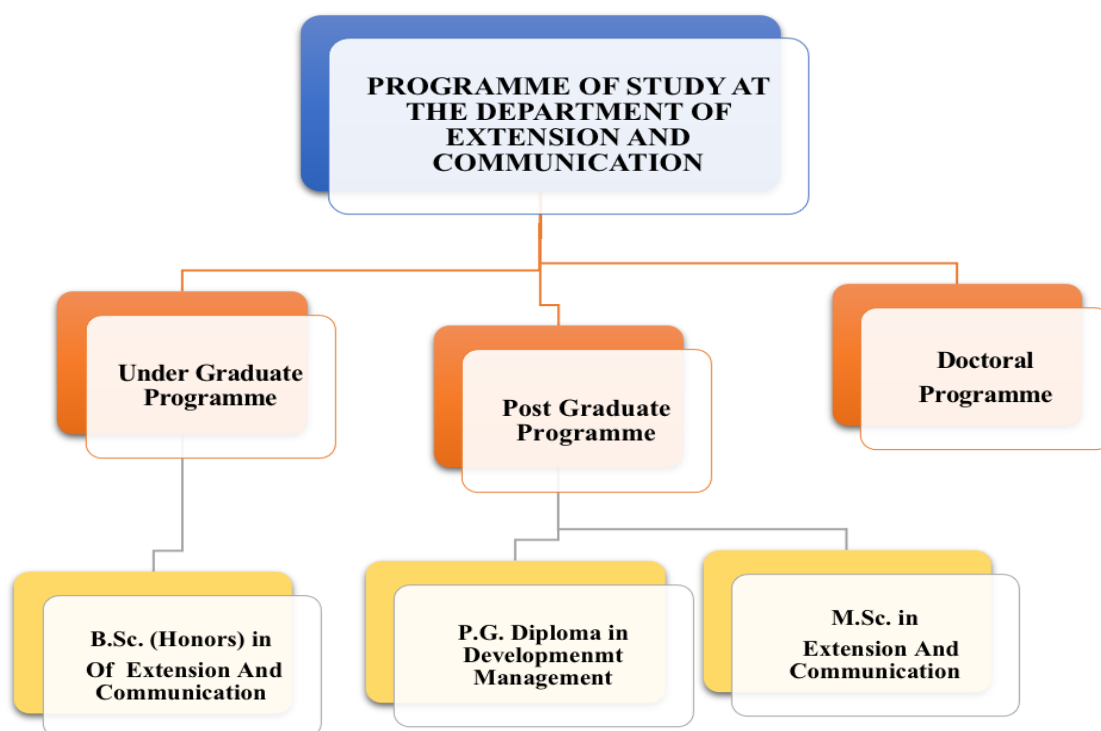 PROGRAMME OF STUDY AT
THE DEPARTMENT OF
EXTENSION AND
COMMUNICATION
Under Graduate
Programme
Post Graduate
Programme
Doctoral
Programme
B.Sc. (Honors) in
Of Extension And
Communication
P.G. Diploma in
Developmenmt
Management
M.Sc. in
Extension And
Communication